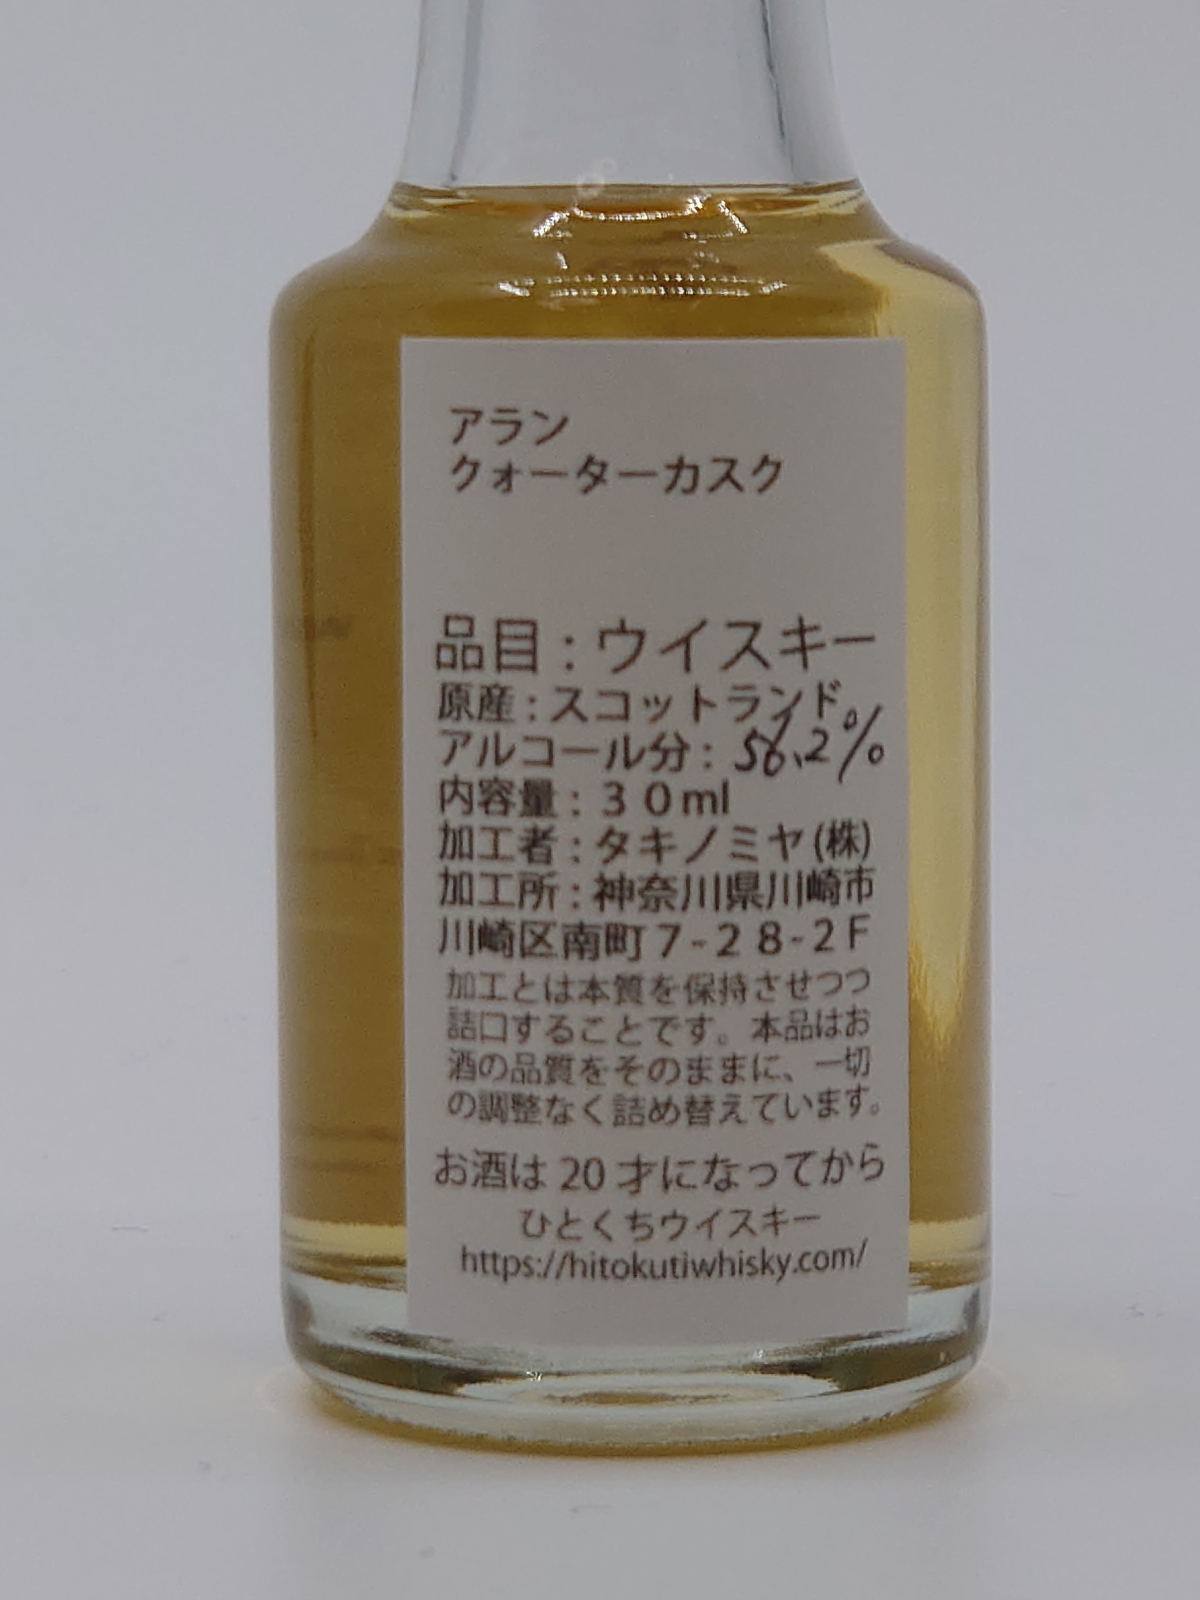 アラン
クォーターカスク
品目：ウイスキー
原産：スコットランド
アルコール分：56.2%
内容量：３０ml
加工者：タキノミヤ(株)
加工所：神奈川県川崎市
川崎区南町７-２８-２F
加工とは本質を保持させつつ
詰口することです。本品はお
酒の品質をそのままに、一切
の調整なく詰め替えています。
お酒は 20 才になってから
ひとくちウイスキー
https://hitokutiwhisky.com/